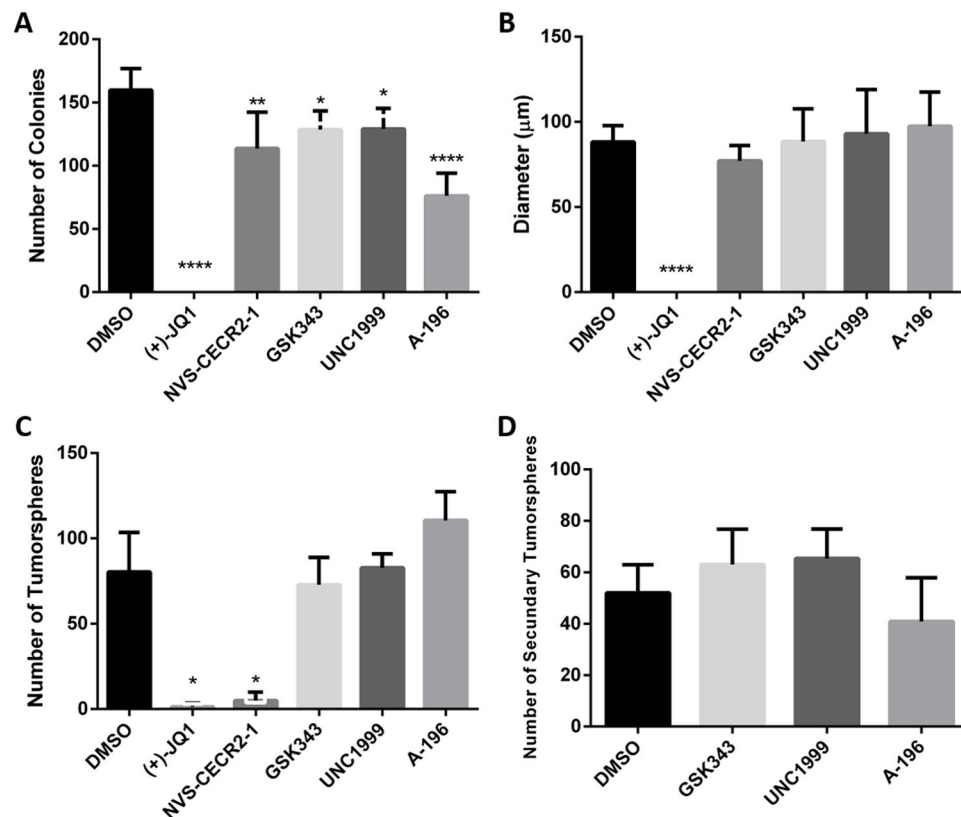 A
Number of Colonies
200
150
100
50
0
**
*
*
****
****
DMSO
(+)-JQ1
NVS-CECR2-1
GSK343
UNC1999
A-196
B
Diameter (μm)
150
100
50
0
****
DMSO
(+)-JQ1
NVS-CECR2-1
GSK343
UNC1999
A-196
C
Number of Tumorspheres
150
100
50
0
*
*
DMSO
(+)-JQ1
NVS-CECR2-1
GSK343
UNC1999
A-196
D
Number of Secundary Tumorspheres
100
80
60
40
20
0
DMSO
GSK343
UNC1999
A-196